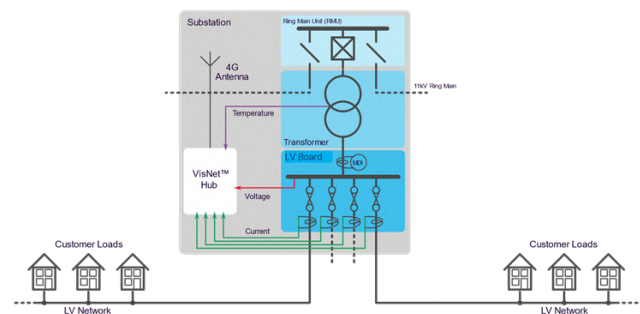 Substation
Ring Main Unit (RMU)
4G
Antenna
11kV Ring Main
Temperature
Transformer
LV Board
MDI
VisNet™
Hub
Voltage
Current
Customer Loads
Customer Loads
LV Network
LV Network